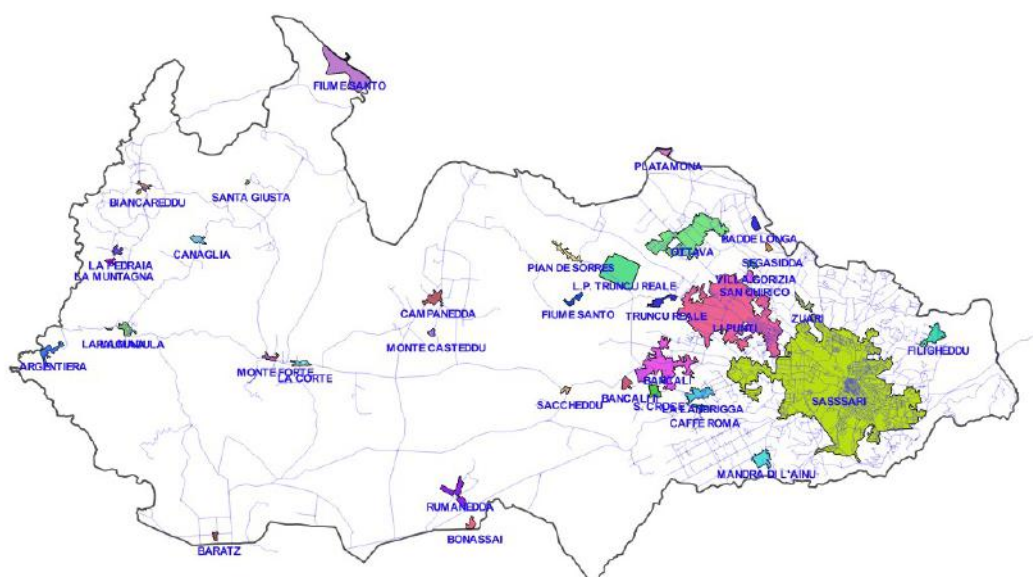 FIUME SANTO
PLATAMONA
BIANCAREDDU
SANTA GIUSTA
BADDE LONGA
CANAGLIA
OTTAVA
SEGASIDDA
LA PEDRAIA
LA MUNTAGNA
PIAN DE SORRES
VILLA GORIZIA
L.P. TRUNCU REALE
SAN QUIRICO
CAMPANEDDA
FIUME SANTO
TRUNCU REALE
ZUARI
LI PUNTI
MONTE CASTEDDU
FILIGHEDDU
ARGENTIERA
MONTE FORTE
LA CORTE
BANCALI
SACCHEDDU
BANCALI II
S. CROCE
LANDRIGGA
CAFFE ROMA
SASSSARI
MANDRA DI L'AINU
RUMANEDDA
BONASSAI
BARATZ